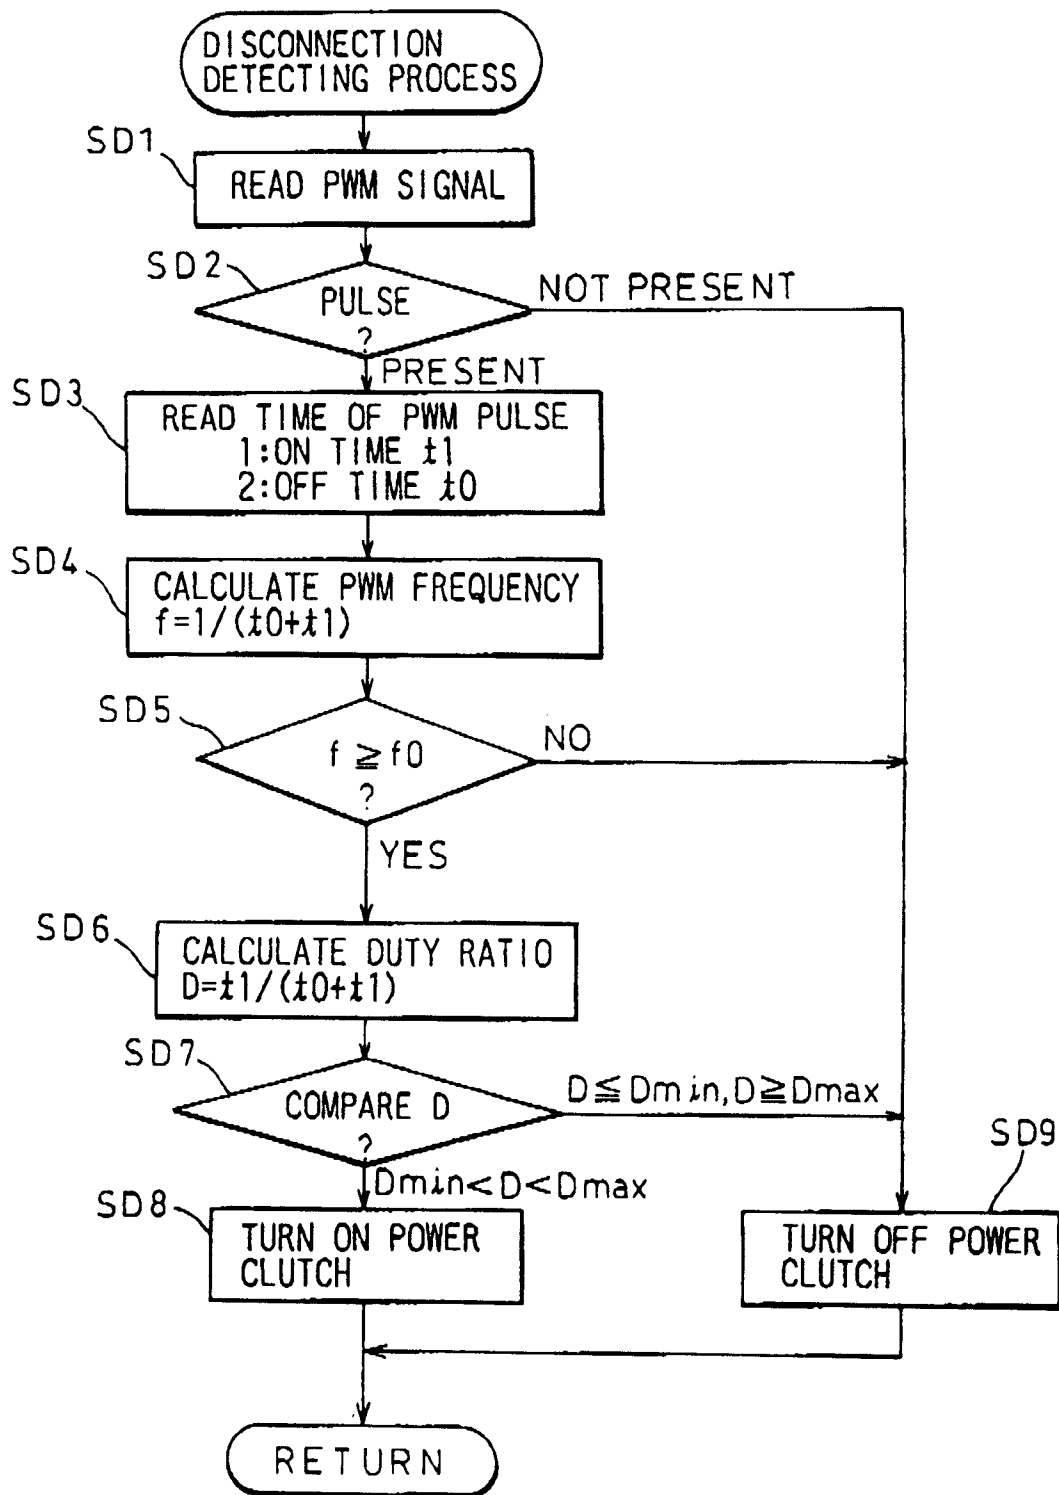 DISCONNECTION
DETECTING PROCESS
SD1
READ PWM SIGNAL
SD2
PULSE
?
NOT PRESENT
PRESENT
SD3
READ TIME OF PWM PULSE
1:ON TIME t1
2:OFF TIME t0
SD4
CALCULATE PWM FREQUENCY
f=1/(t0+t1)
SD5
f≧f0
?
NO
YES
SD6
CALCULATE DUTY RATIO
D=t1/(t0+t1)
SD7
COMPARE D
?
D≦Dmin,D≧Dmax
Dmin<D<Dmax
SD8
TURN ON POWER
CLUTCH
SD9
TURN OFF POWER
CLUTCH
RETURN